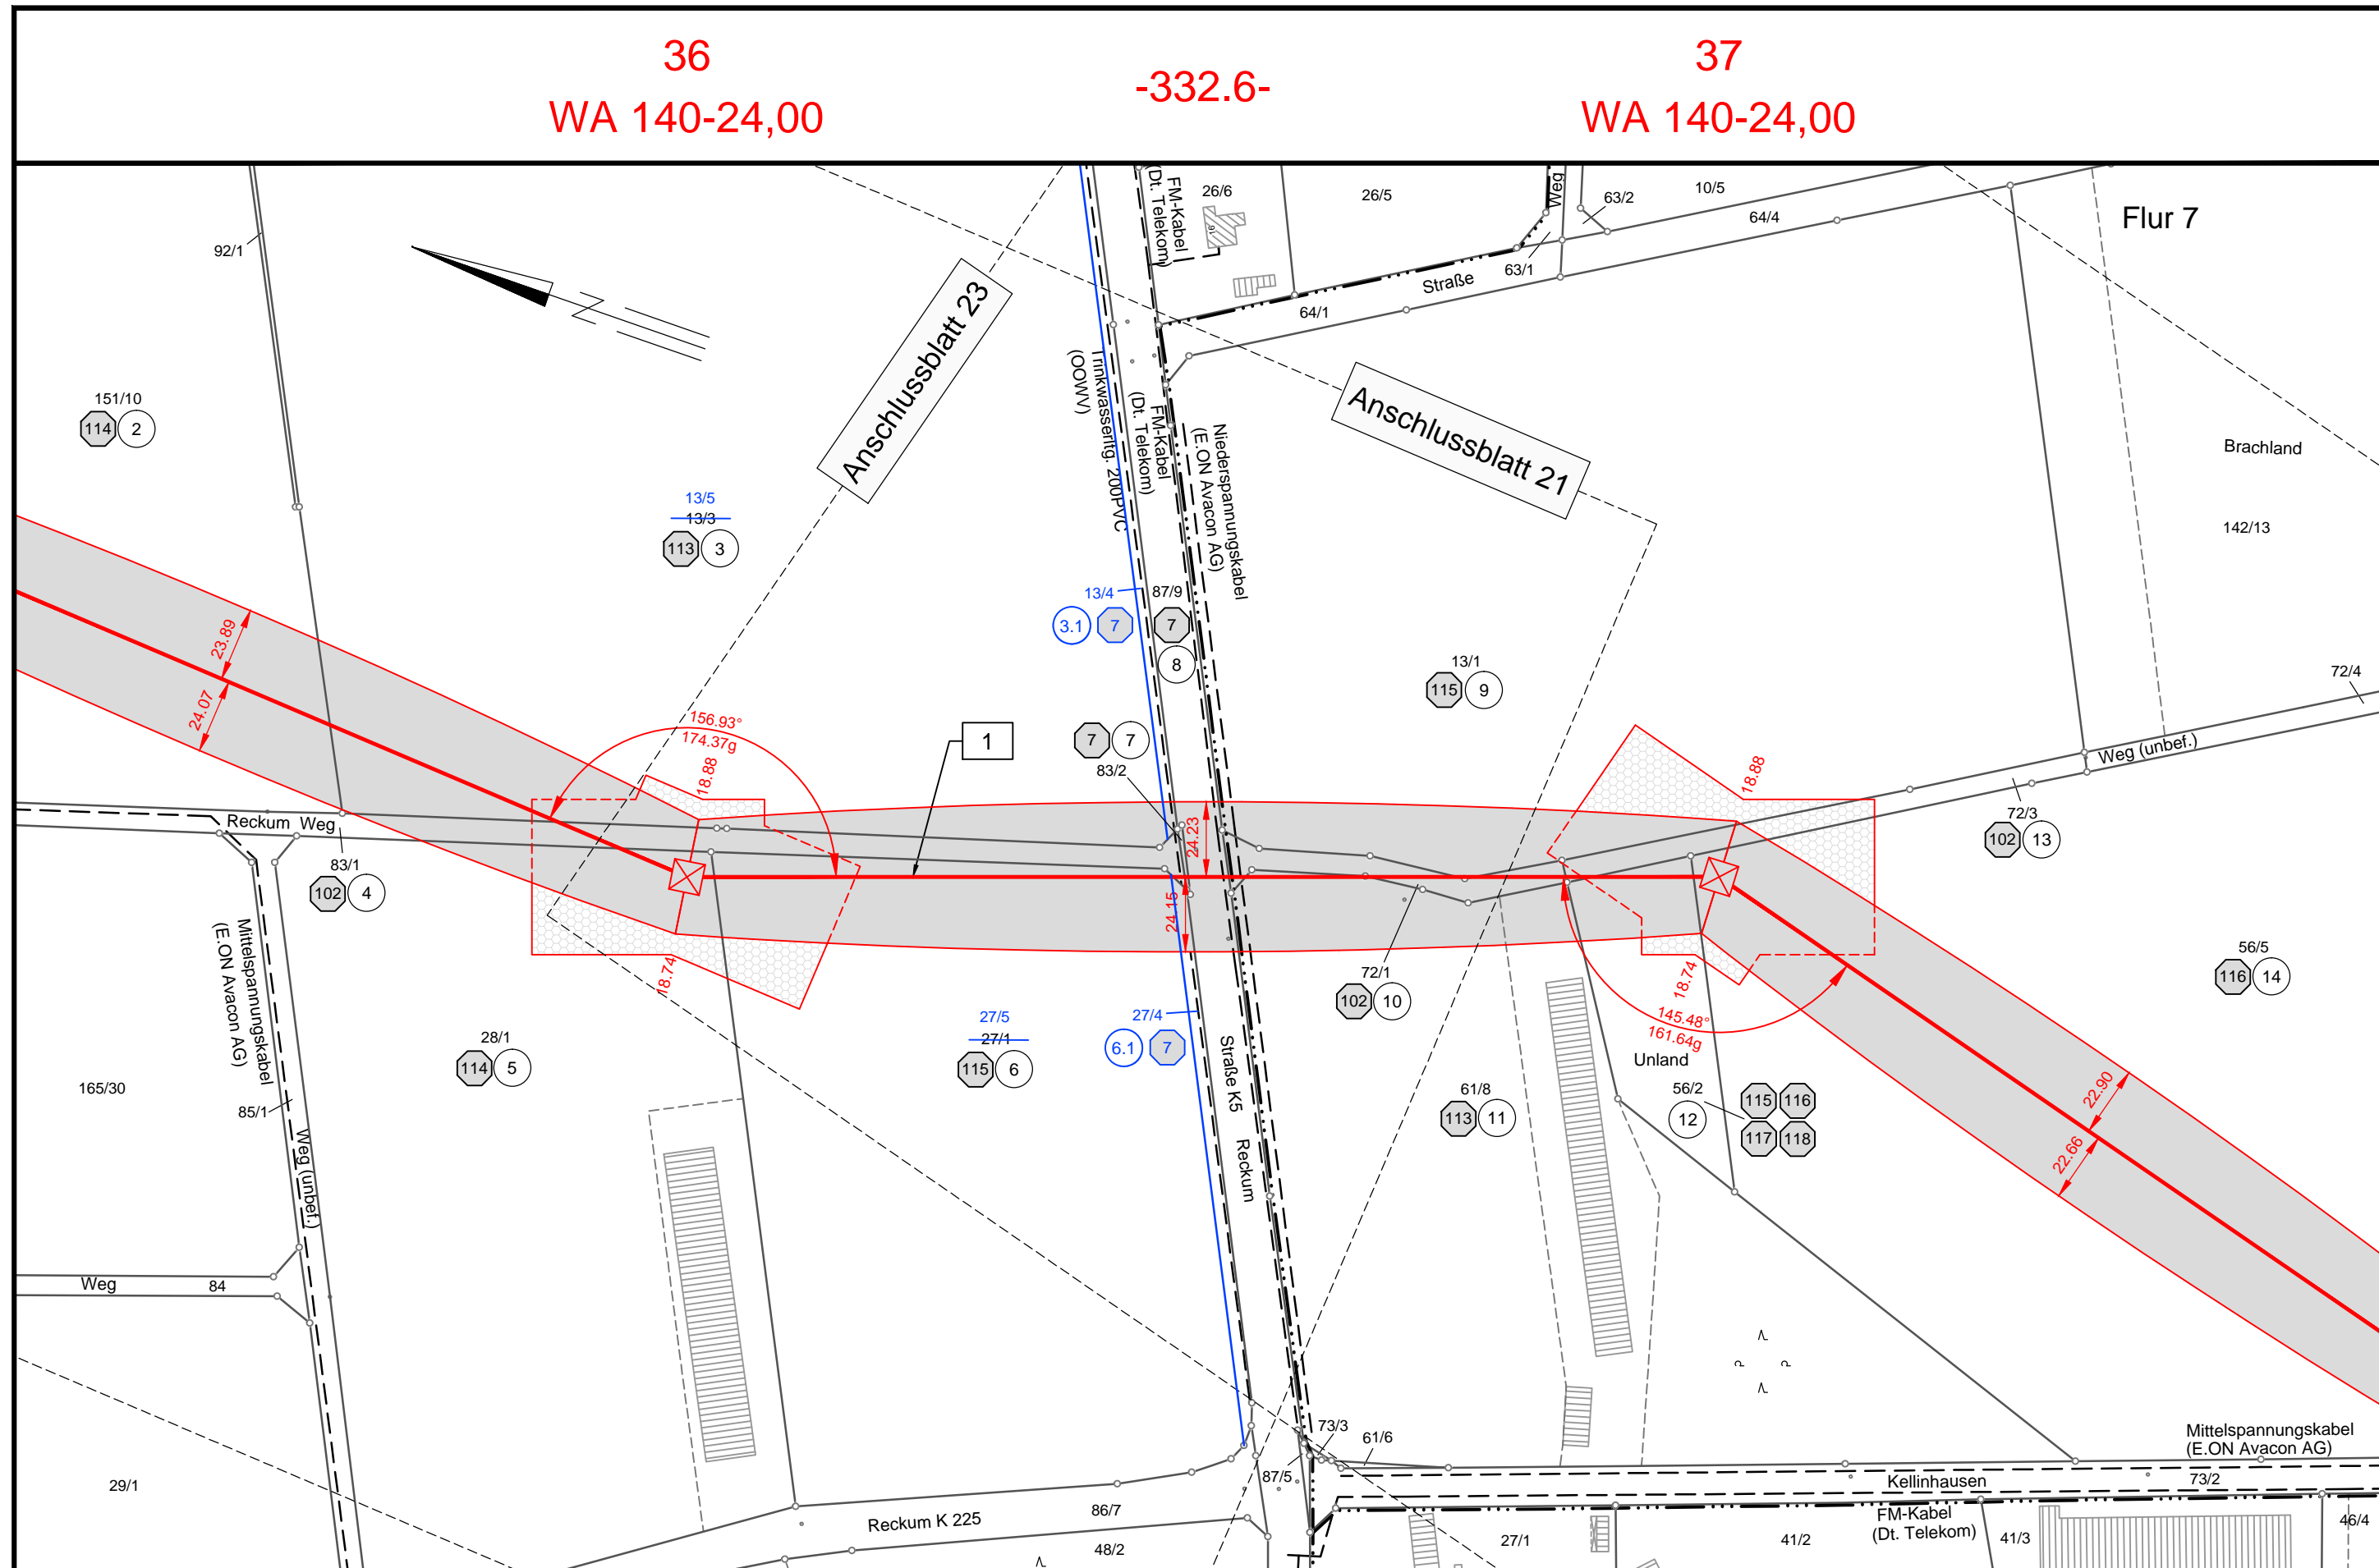 36
WA 140-24,00
-332.6-
37
WA 140-24,00
FM-Kabel
(Dt. Telekom)
26/6
26/5
Weg
63/2
10/5
64/4
Flur 7
92/1
63/1
Straße
64/1
Anschlussblatt 23
Anschlussblatt 21
Trinkwasserltg. 200PVC
(OOWV)
FM-Kabel
(Dt. Telekom)
Niederspannungskabel
(E.ON Avacon AG)
151/10
114
2
Brachland
142/13
13/5
13/3
113
3
13/4
87/9
3.1
7
7
8
23.89
24.07
13/1
115
9
72/4
156.93°
174.37g
18.88
1
7
7
83/2
18.88
Weg (unbef.)
Reckum Weg
83/1
102
4
24.23
24.15
72/3
102
13
Mittelspannungskabel
(E.ON Avacon AG)
18.74
72/1
102
10
18.74
56/5
116
14
145.48°
161.64g
Unland
28/1
114
5
27/5
27/1
115
6
27/4
6.1
7
Straße K5
Reckum
165/30
85/1
Weg (unbef.)
61/8
113
11
56/2
12
115
116
117
118
22.90
22.66
Weg
84
73/3
61/6
87/5
Mittelspannungskabel
(E.ON Avacon AG)
29/1
Kellinhausen
73/2
86/7
Reckum K 225
FM-Kabel
(Dt. Telekom)
48/2
27/1
41/2
41/3
46/4